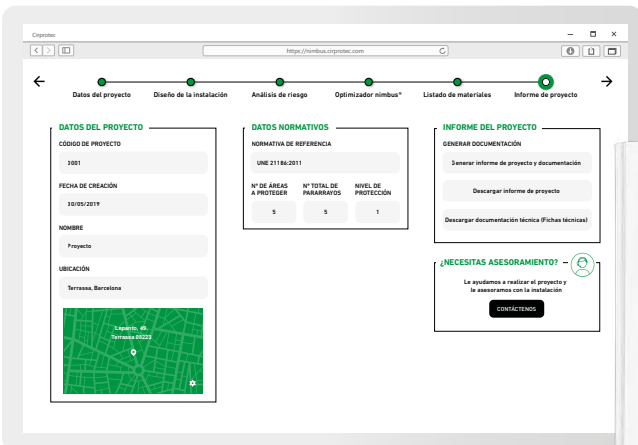 Cirprotec
https://nimbus.cirprotec.com
Datos del proyecto
Diseño de la instalación
Análisis de riesgo
Optimizador nimbus®
Listado de materiales
Informe de proyecto
DATOS DEL PROYECTO
CÓDIGO DE PROYECTO
3001
FECHA DE CREACIÓN
30/05/2019
NOMBRE
Proyecto
UBICACIÓN
Terrassa, Barcelona
Lepanto, 49.
Terrassa 08223
DATOS NORMATIVOS
NORMATIVA DE REFERENCIA
UNE 21186:2011
Nº DE ÁREAS
A PROTEGER
5
Nº TOTAL DE
PARARRAYOS
5
NIVEL DE
PROTECCIÓN
1
INFORME DEL PROYECTO
GENERAR DOCUMENTACIÓN
Generar informe de proyecto y documentación
Descargar informe de proyecto
Descargar documentación técnica (Fichas técnicas)
¿NECESITAS ASESORAMIENTO?
Le ayudamos a realizar el proyecto y
le asesoramos con la instalación
CONTÁCTENOS